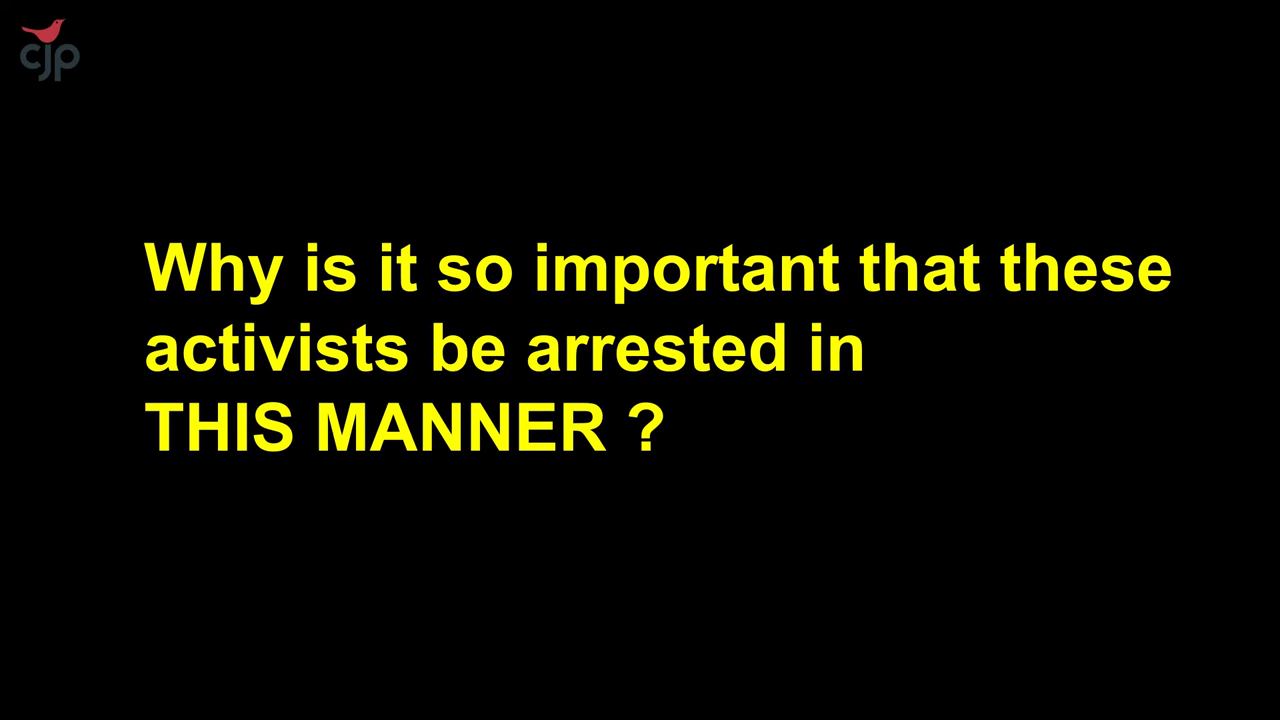 cjp
Why is it so important that these
activists be arrested in
THIS MANNER ?